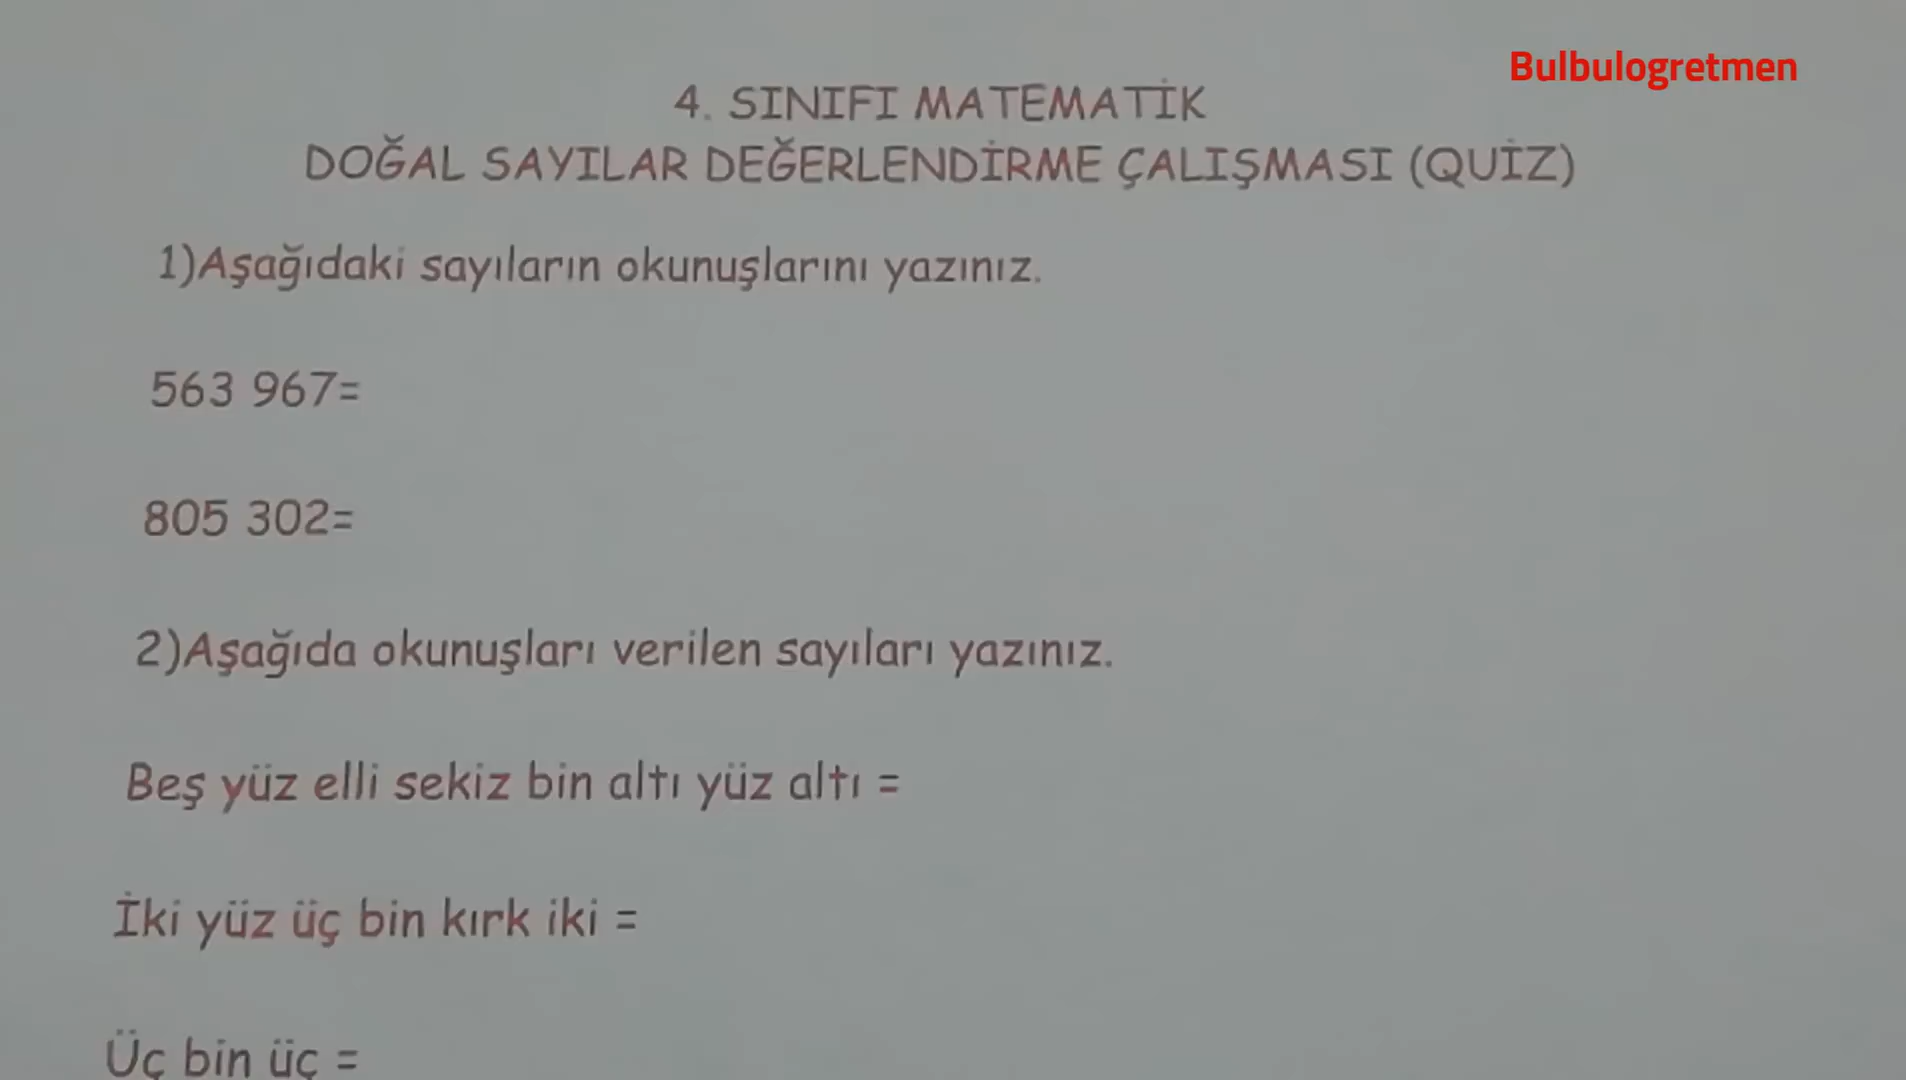 Bulbulogretmen
4. SINIFI MATEMATİK
DOĞAL SAYILAR DEĞERLENDİRME ÇALIŞMASI (QUİZ)
1)Aşağıdaki sayıların okunuşlarını yazınız.
563 967=
805 302=
2)Aşağıda okunuşları verilen sayıları yazınız.
Beş yüz elli sekiz bin altı yüz altı =
İki yüz üç bin kırk iki =
Üç bin üç =